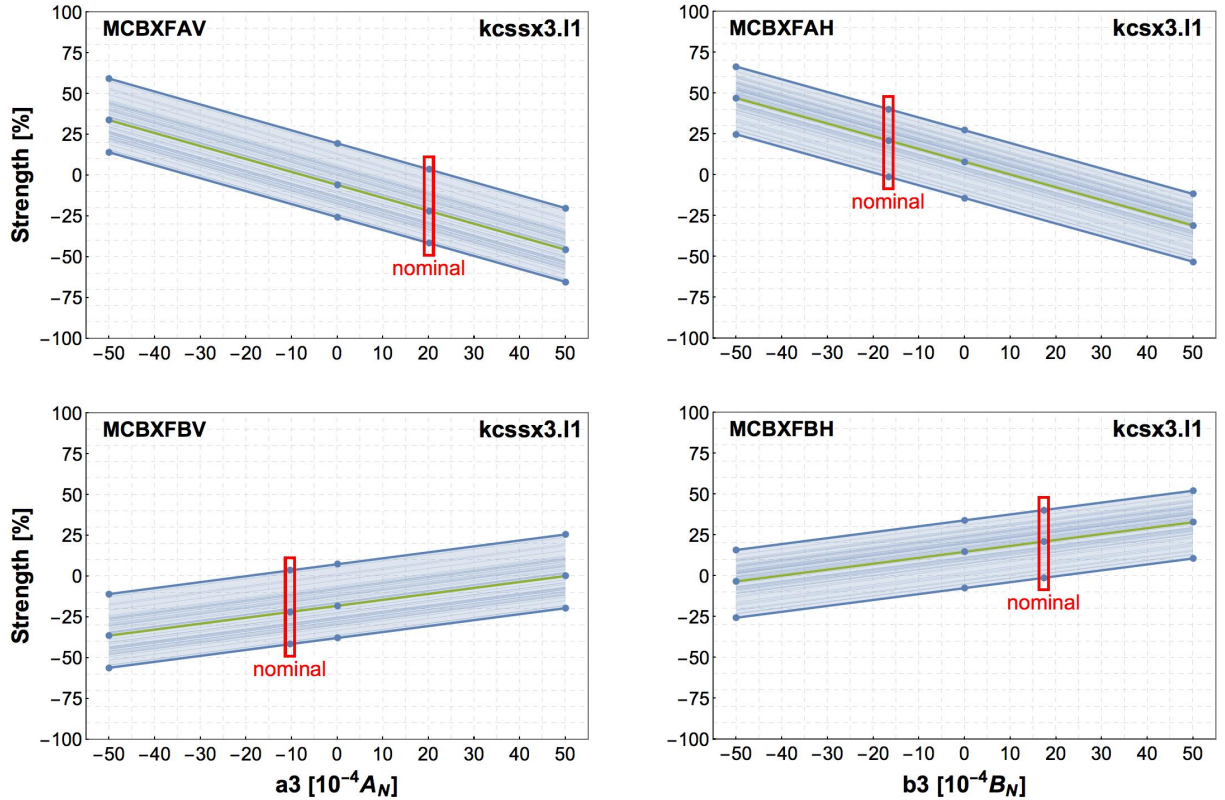 MCBXFAV kcssx3.l1
Strength [%]
100
75
50
25
0
−25
−50
−75
−100
nominal
−50 −40 −30 −20 −10 0 10 20 30 40 50
MCBXFAH kcsx3.l1
100
75
50
25
0
−25
−50
−75
−100
nominal
−50 −40 −30 −20 −10 0 10 20 30 40 50
MCBXFBV kcssx3.l1
Strength [%]
100
75
50
25
0
−25
−50
−75
−100
nominal
−50 −40 −30 −20 −10 0 10 20 30 40 50
a3 [10⁻⁴ A_N]
MCBXFBH kcsx3.l1
100
75
50
25
0
−25
−50
−75
−100
nominal
−50 −40 −30 −20 −10 0 10 20 30 40 50
b3 [10⁻⁴ B_N]